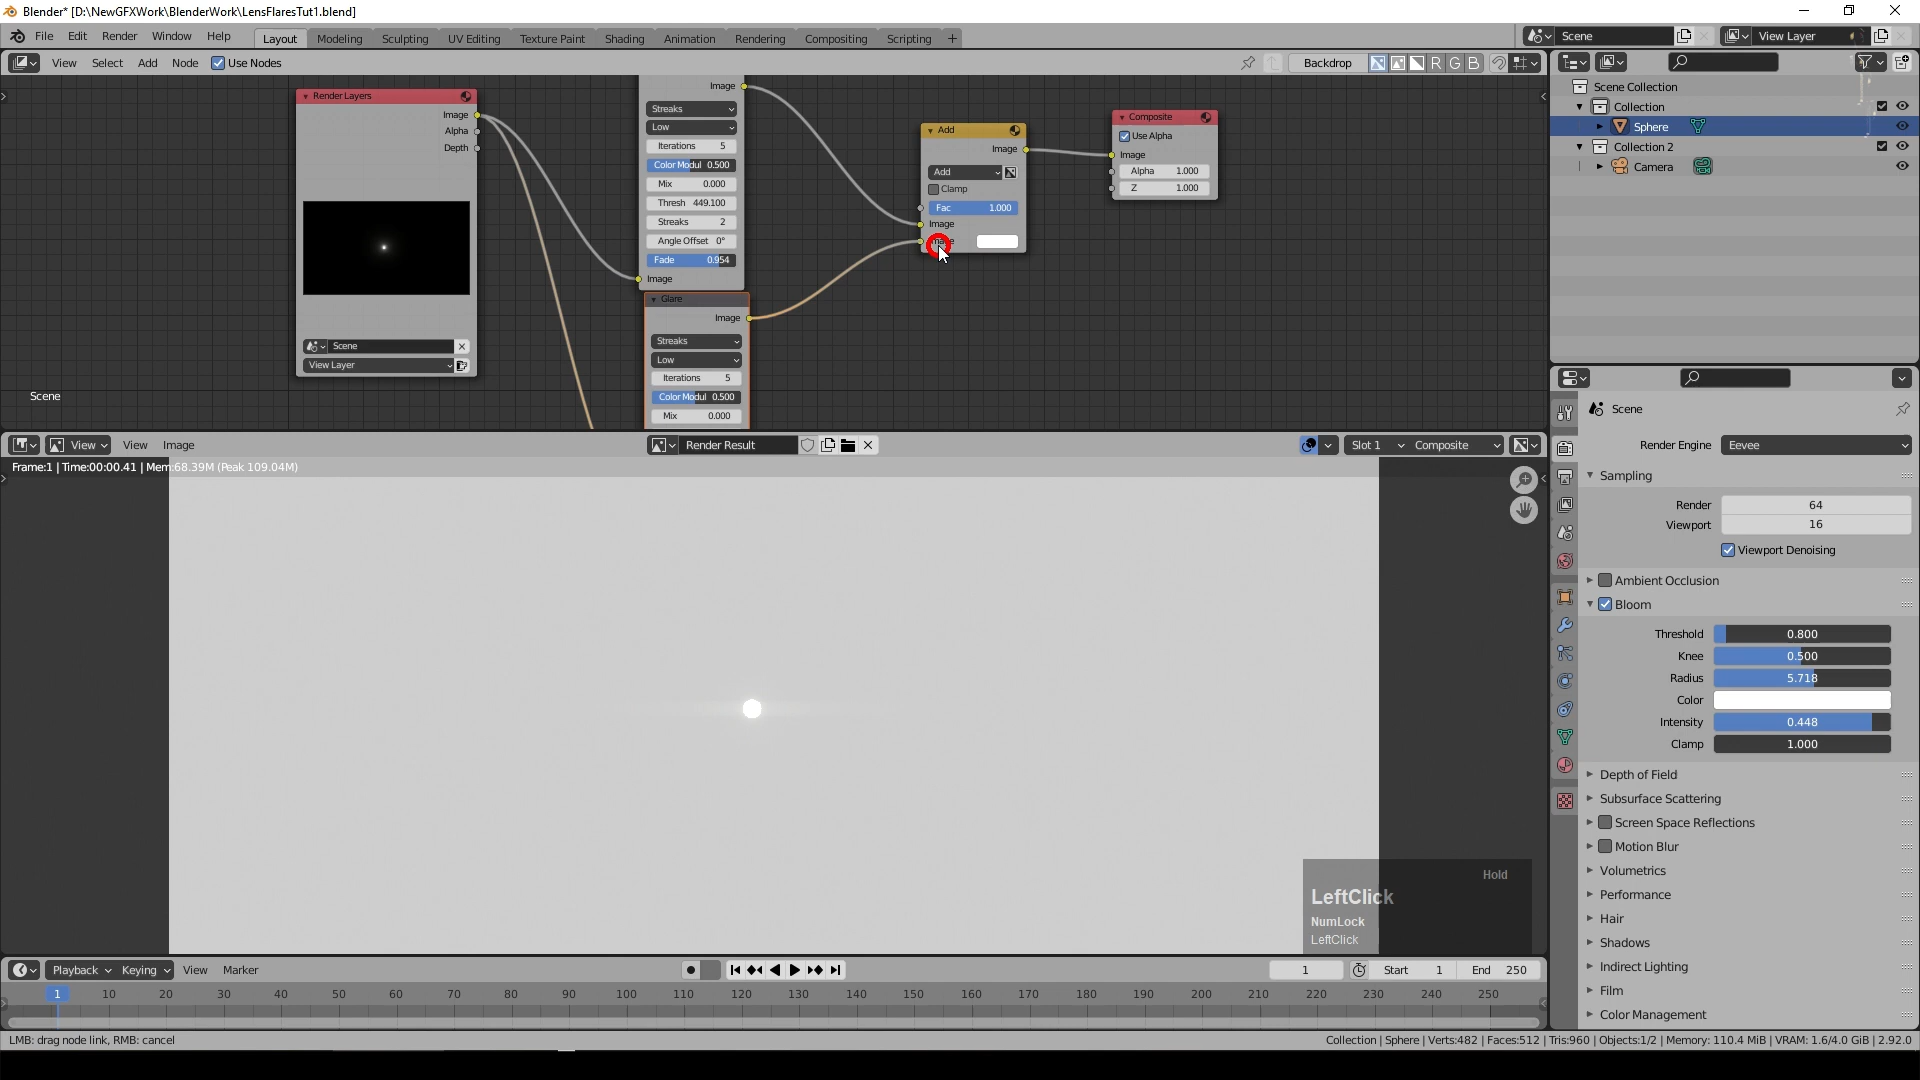 Blender* [D:\NewGFXWork\BlenderWork\LensFlaresTut1.blend]
File Edit Render Window Help Layout Modeling Sculpting UV Editing Texture Paint Shading Animation Rendering Compositing Scripting + Scene View Layer
View Select Add Node Use Nodes Backdrop R G B
Scene Collection
Collection
Sphere
Collection 2
Camera
Render Layers
Image
Alpha
Depth
Scene
View Layer
Image
Streaks
Low
Iterations 5
Color Modul 0.500
Mix 0.000
Thresh 449.100
Streaks 2
Angle Offset 0°
Fade 0.954
Image
Glare
Image
Streaks
Low
Iterations 5
Color Modul 0.500
Mix 0.000
Add
Image
Add
Clamp
Fac 1.000
Image
Composite
Use Alpha
Image
Alpha 1.000
Z 1.000
Scene
View View Image Render Result Slot 1 Composite
Frame:1 | Time:00:00.41 | Mem:68.39M (Peak 109.04M)
Scene
Render Engine Eevee
Sampling
Render 64
Viewport 16
Viewport Denoising
Ambient Occlusion
Bloom
Threshold 0.800
Knee 0.500
Radius 5.718
Color
Intensity 0.448
Clamp 1.000
Depth of Field
Subsurface Scattering
Screen Space Reflections
Motion Blur
Volumetrics
Performance
Hair
Shadows
Indirect Lighting
Film
Color Management
Hold
LeftClick
NumLock
LeftClick
Playback Keying View Marker 1 Start 1 End 250
1 10 20 30 40 50 60 70 80 90 100 110 120 130 140 150 160 170 180 190 200 210 220 230 240 250
LMB: drag node link, RMB: cancel
Collection | Sphere | Verts:482 | Faces:512 | Tris:960 | Objects:1/2 | Memory: 110.4 MiB | VRAM: 1.6/4.0 GiB | 2.92.0